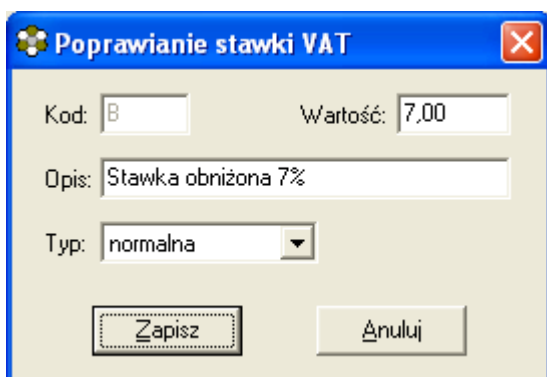 Poprawianie stawki VAT
Kod: B Wartość: 7,00
Opis: Stawka obniżona 7%
Typ: normalna
Zapisz Anuluj